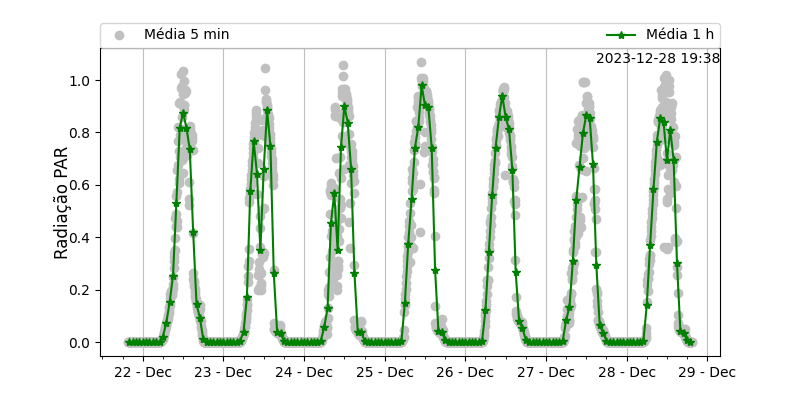 Média 5 min
Média 1 h
2023-12-28 19:38
Radiação PAR
1.0
0.8
0.6
0.4
0.2
0.0
22 - Dec
23 - Dec
24 - Dec
25 - Dec
26 - Dec
27 - Dec
28 - Dec
29 - Dec